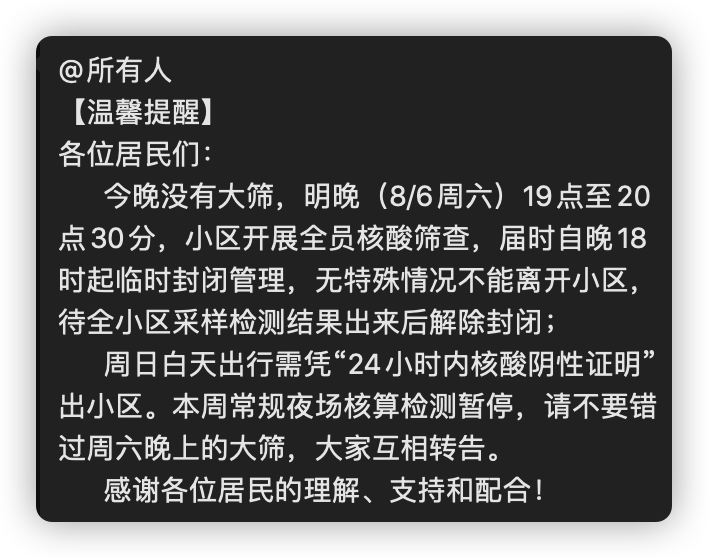 @所有人
【温馨提醒】
各位居民们：
今晚没有大筛，明晚（8/6周六）19点至20
点30分，小区开展全员核酸筛查，届时自晚18
时起临时封闭管理，无特殊情况不能离开小区，
待全小区采样检测结果出来后解除封闭；
周日白天出行需凭“24小时内核酸阴性证明”
出小区。本周常规夜场核算检测暂停，请不要错
过周六晚上的大筛，大家互相转告。
感谢各位居民的理解、支持和配合！